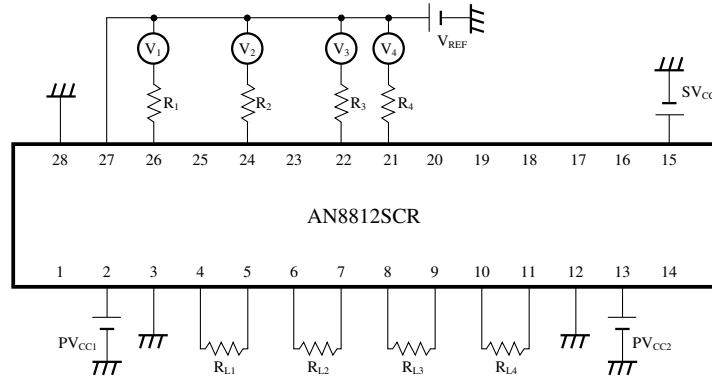 V1 V2 V3 V4 VREF
R1 R2 R3 R4 SVCC
28 27 26 25 24 23 22 21 20 19 18 17 16 15
AN8812SCR
1 2 3 4 5 6 7 8 9 10 11 12 13 14
PVCC1 RL1 RL2 RL3 RL4 PVCC2